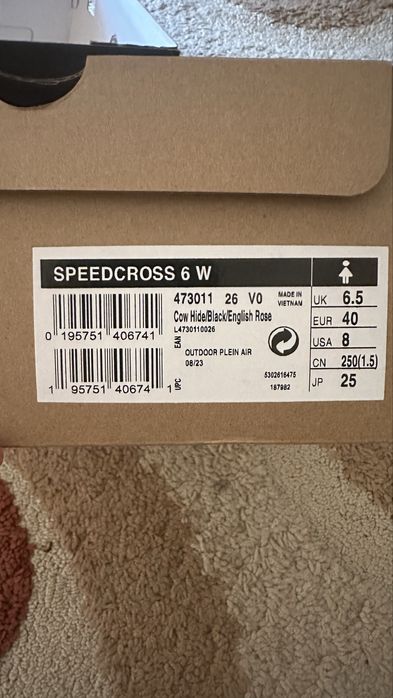 SPEEDCROSS 6 W
473011 26 V0
MADE IN
VIETNAM
Cow Hide/Black/English Rose
L4730110026
0 195751 406741
EAN
OUTDOOR PLEIN AIR
08/23
1 95751 40674 1
UPC
5302616475
187982
UK 6.5
EUR 40
USA 8
CN 250(1.5)
JP 25